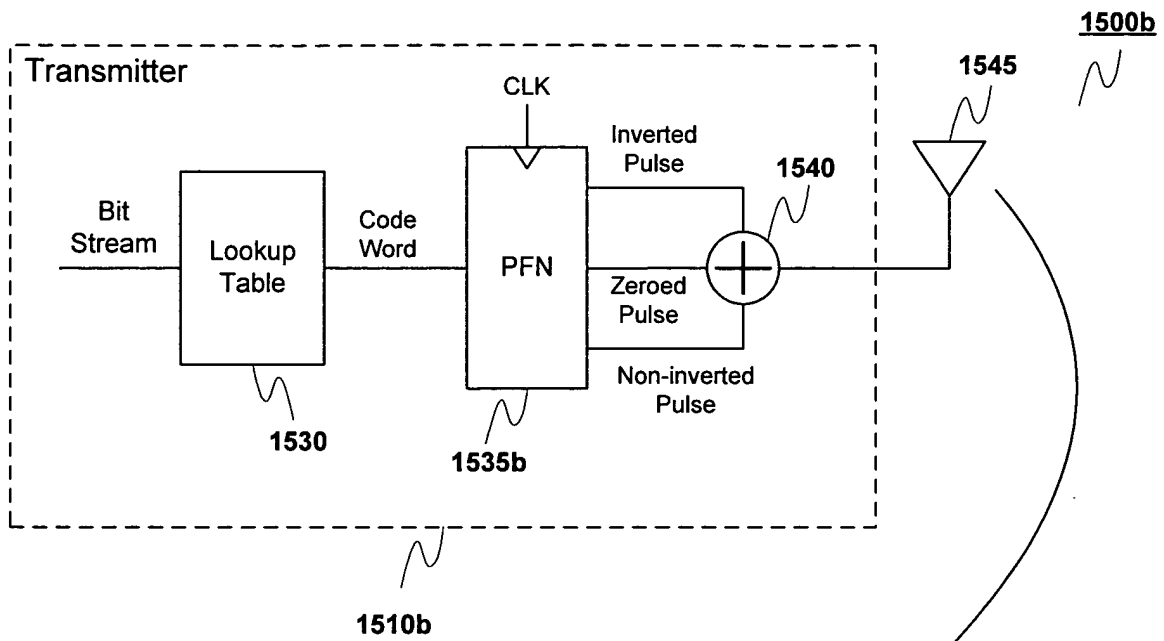 1500b
Transmitter
1545
CLK
Inverted
Pulse
1540
Bit
Stream
Lookup
Table
Code
Word
PFN
Zeroed
Pulse
Non-inverted
Pulse
1530
1535b
1510b